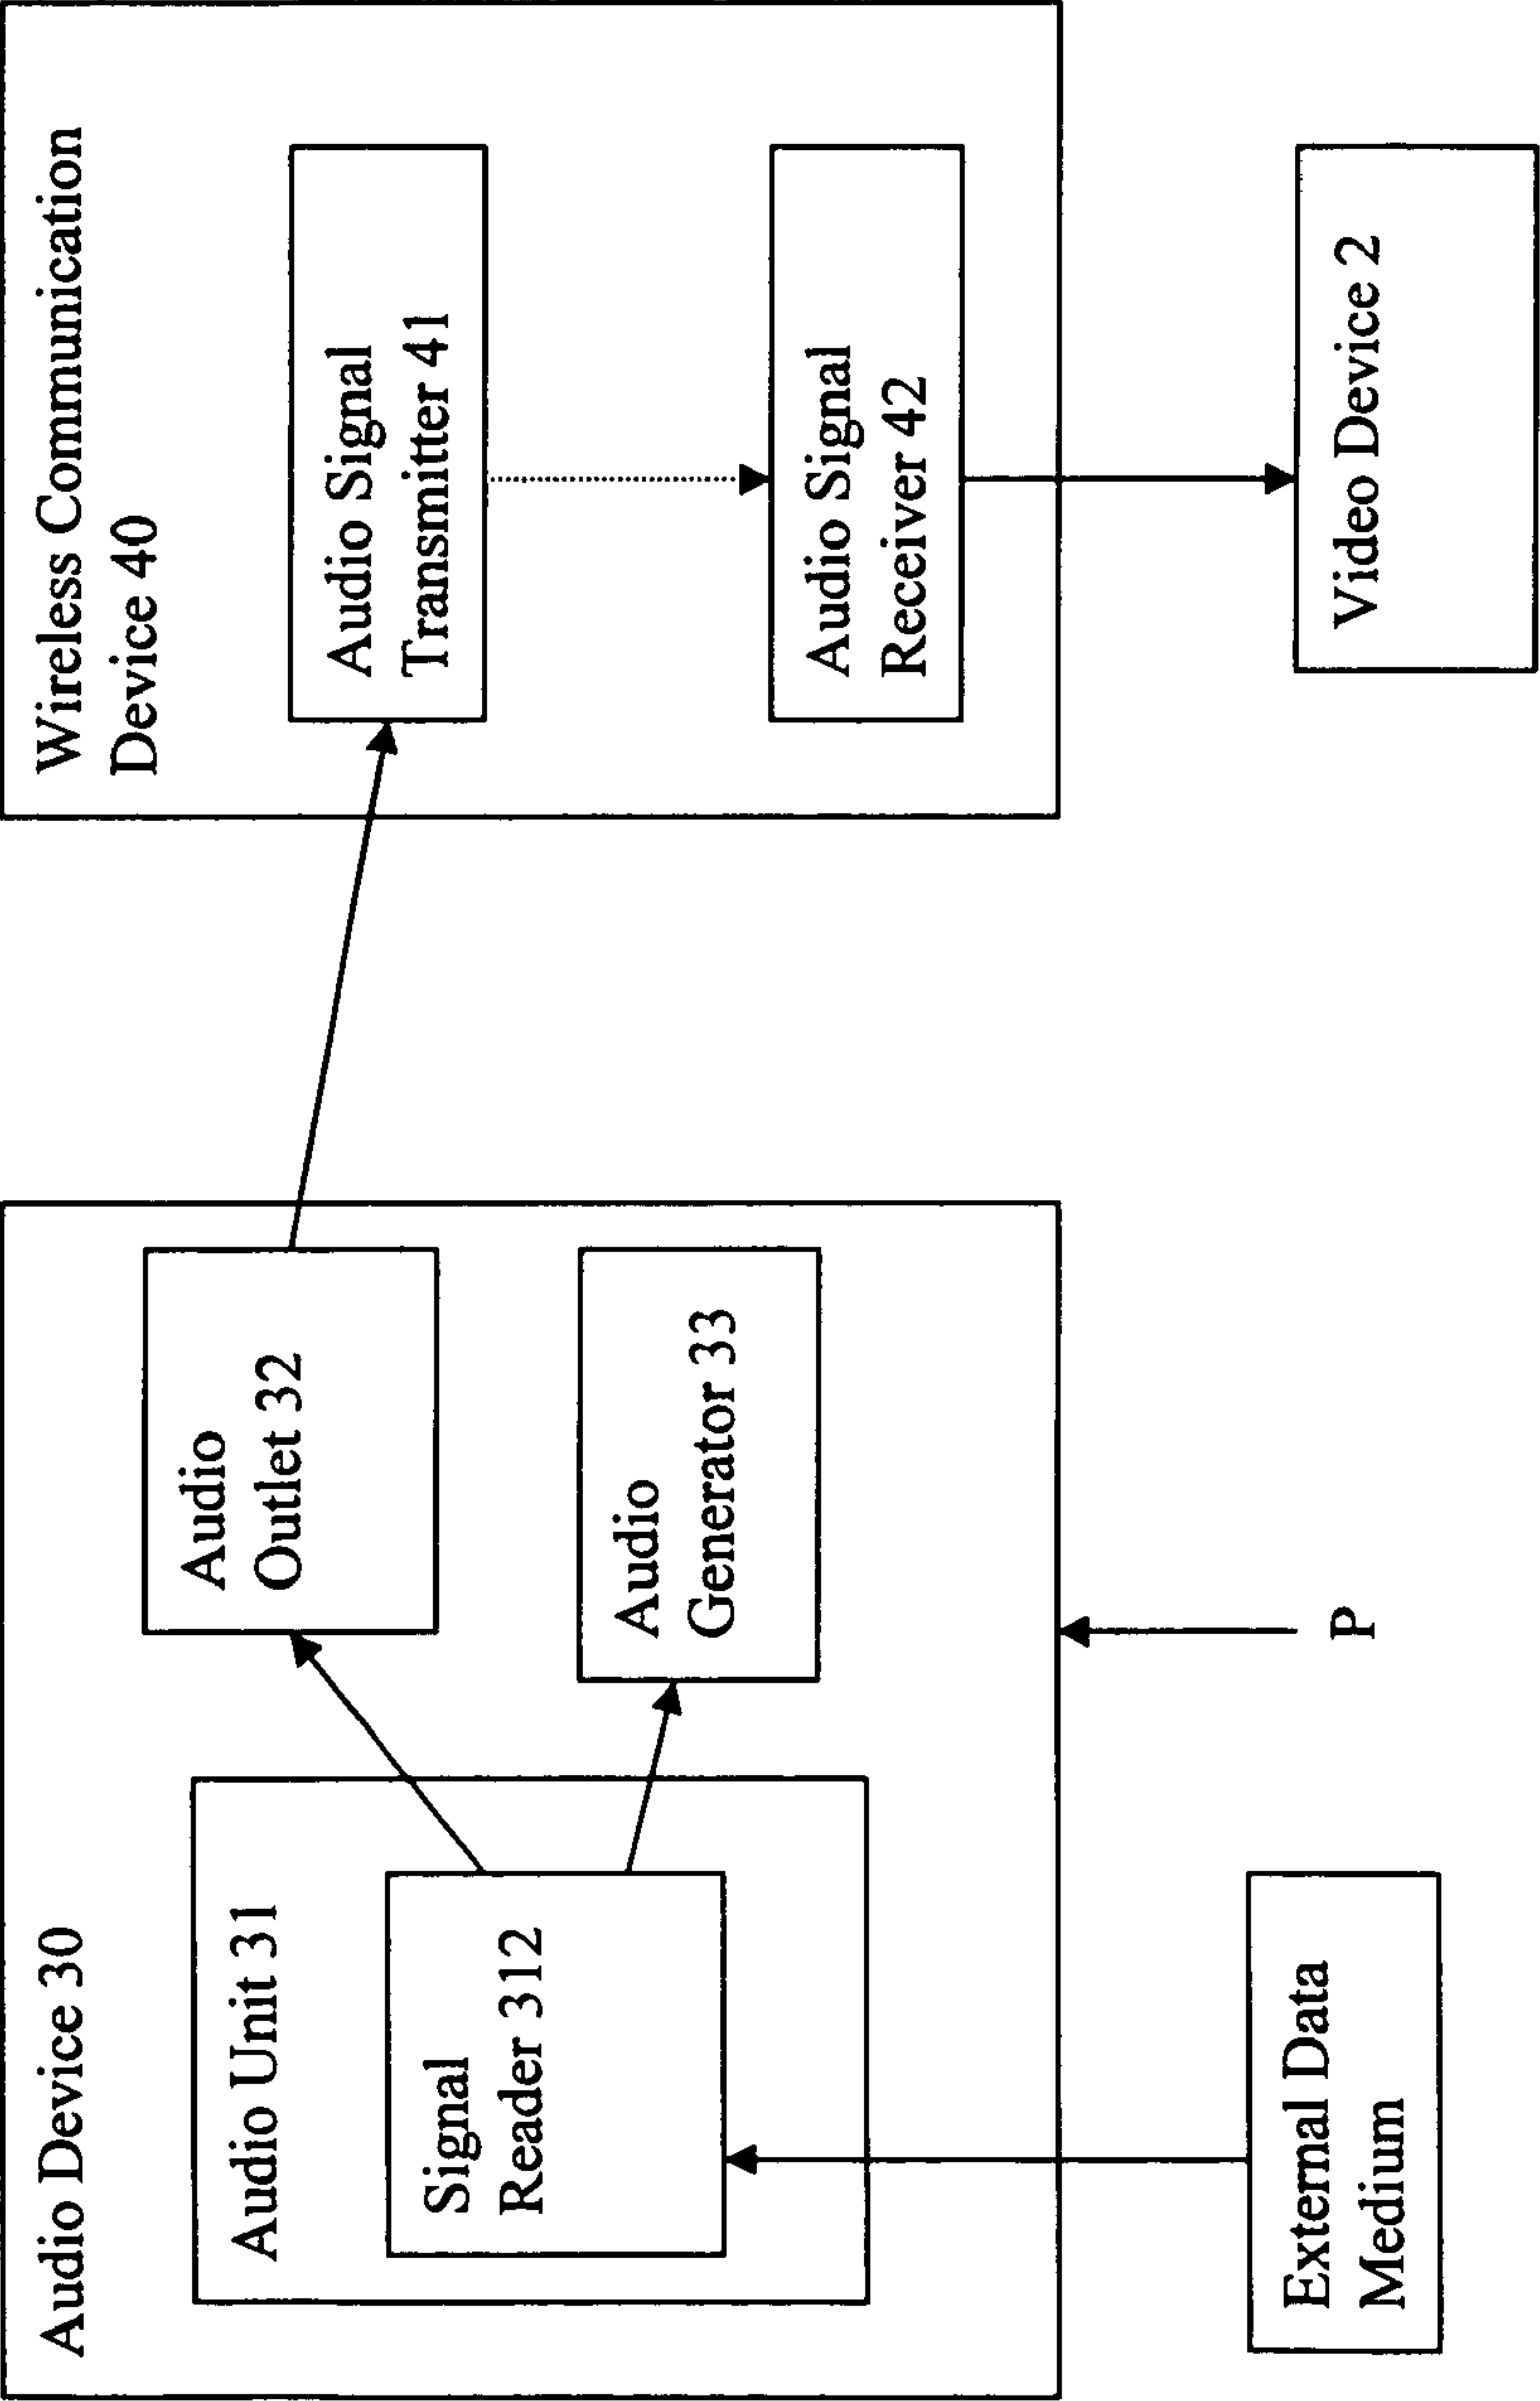 Audio Device 30
Audio Unit 31
Signal
Reader 312
Audio
Outlet 32
Audio
Generator 33
External Data
Medium
P
Wireless Communication
Device 40
Audio Signal
Transmitter 41
Audio Signal
Receiver 42
Video Device 2